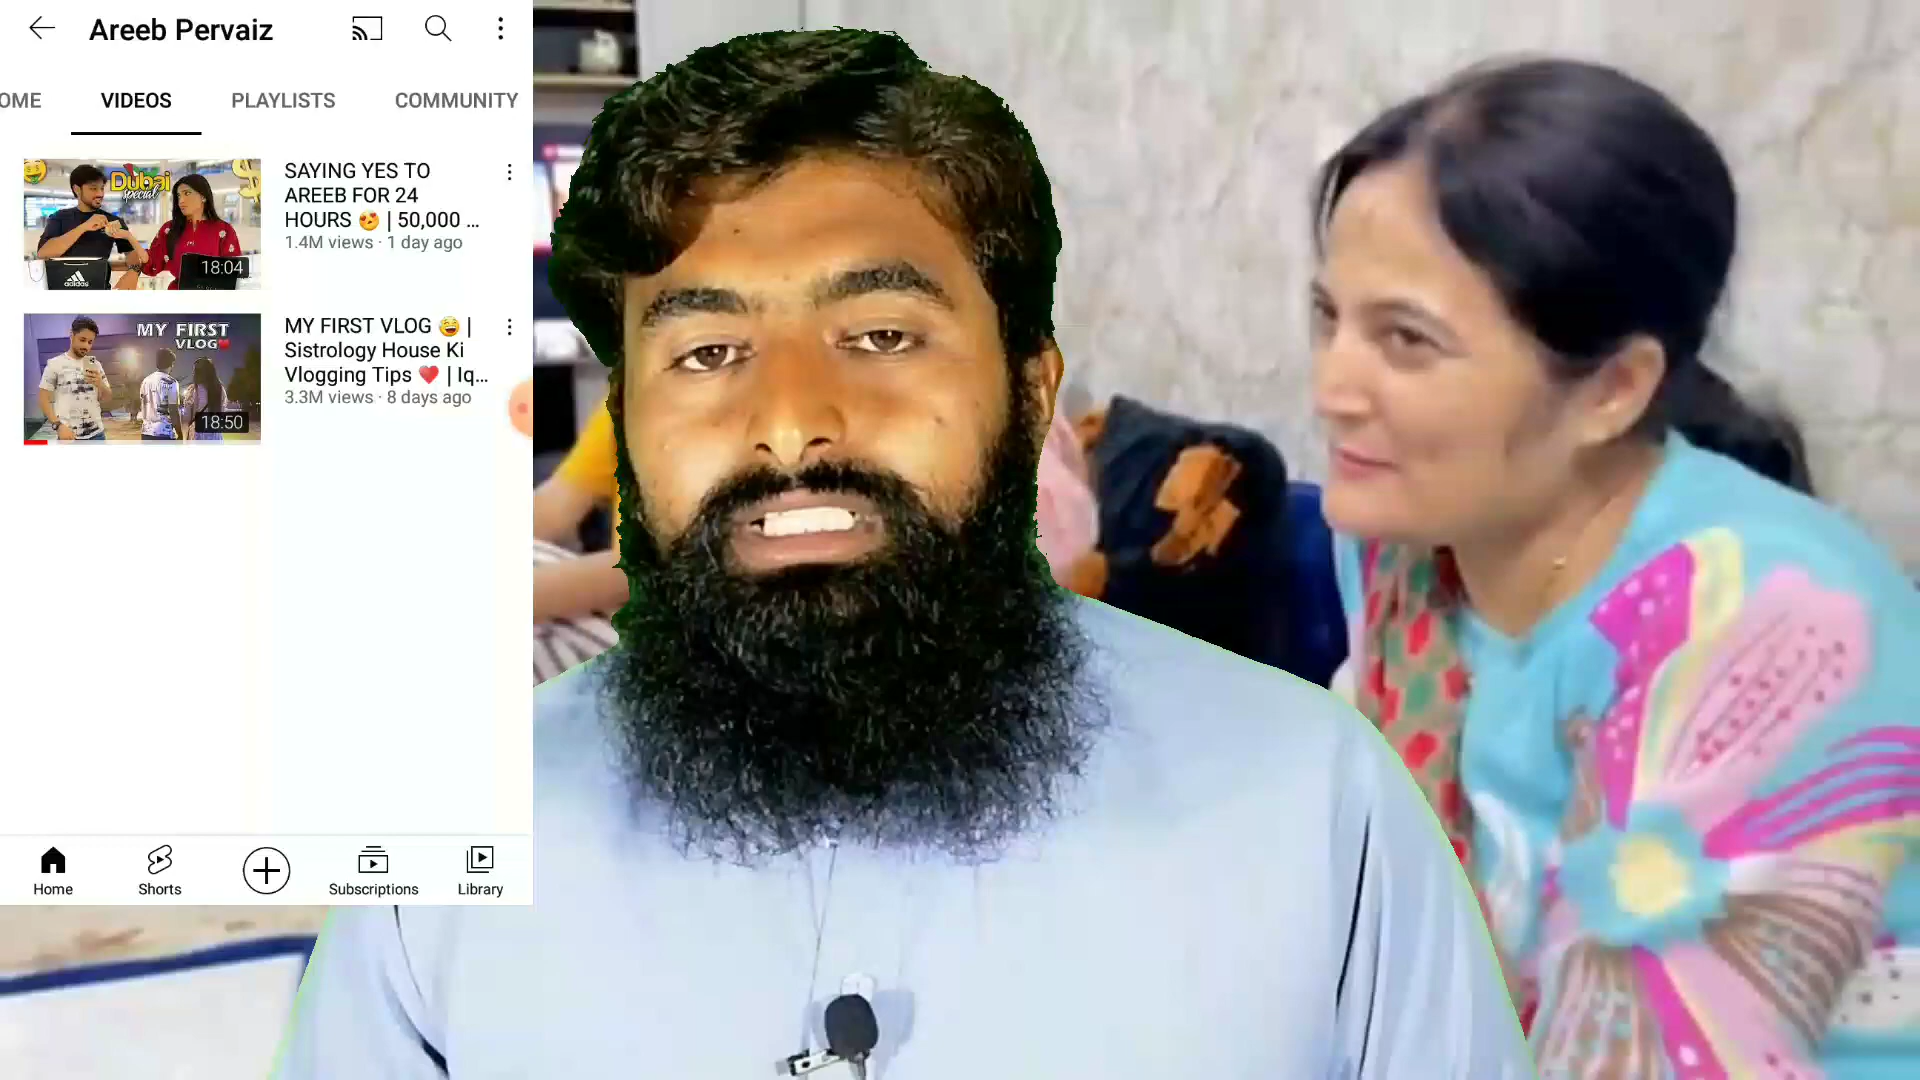 Areeb Pervaiz
OME VIDEOS PLAYLISTS COMMUNITY
Dubai
special
18:04
SAYING YES TO
AREEB FOR 24
HOURS 😍 | 50,000 ...
1.4M views · 1 day ago
MY FIRST
VLOG
18:50
MY FIRST VLOG 😅 |
Sistrology House Ki
Vlogging Tips ♥️ | Iq...
3.3M views · 8 days ago
adidas
Home
Shorts
Subscriptions
Library